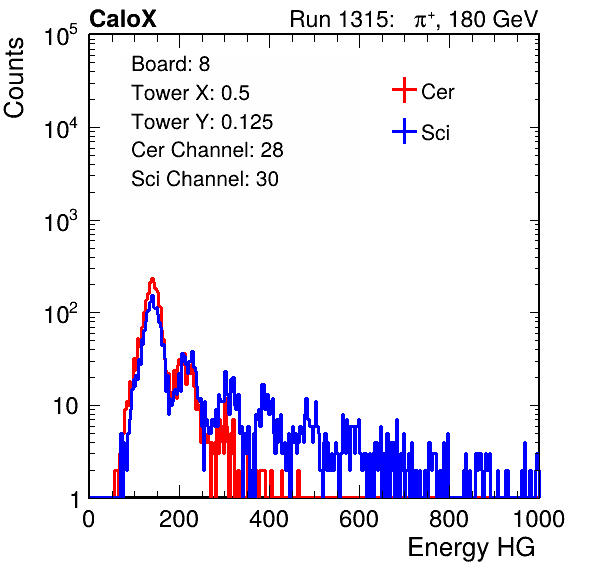 CaloX Run 1315: π⁺, 180 GeV
Counts
10⁵
10⁴
10³
10²
10
1
Board: 8
Tower X: 0.5
Tower Y: 0.125
Cer Channel: 28
Sci Channel: 30
Cer
Sci
0 200 400 600 800 1000
Energy HG